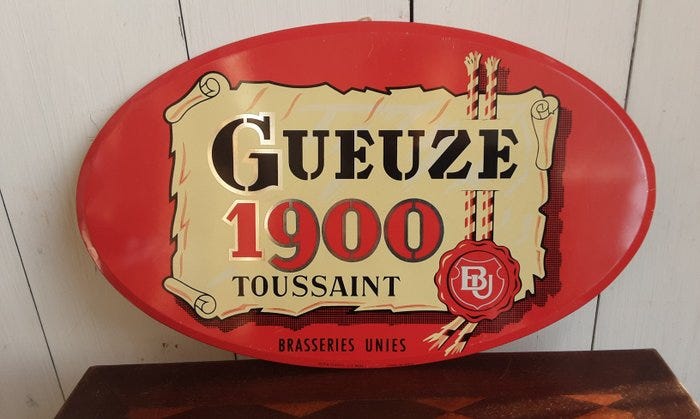 GUEUZE
1900
TOUSSAINT
BU
BRASSERIES UNIES